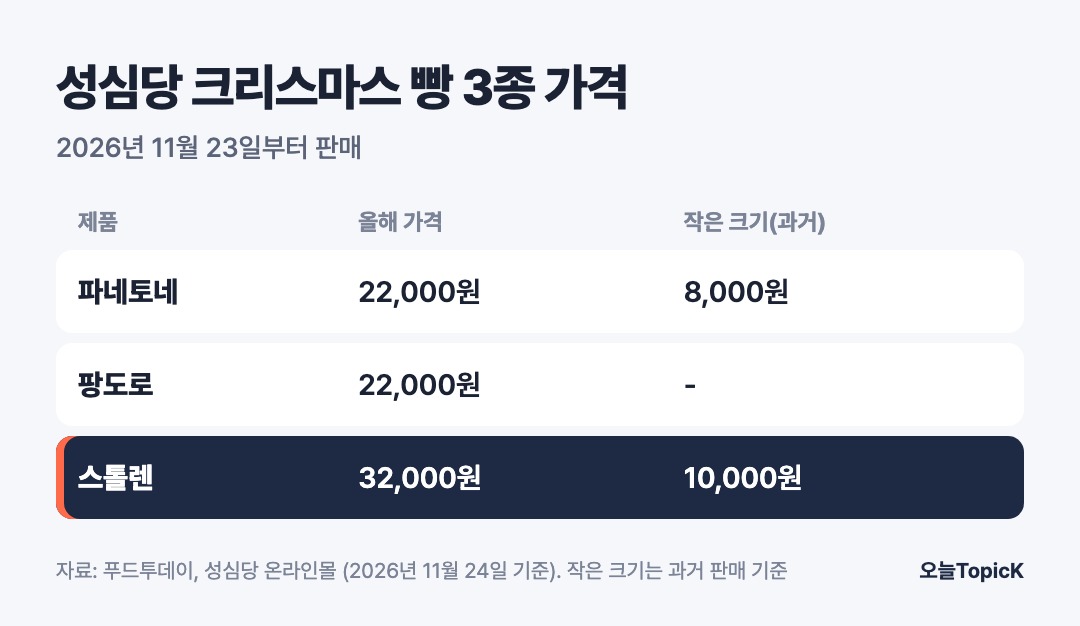 성심당 크리스마스 빵 3종 가격
2026년 11월 23일부터 판매
제품 올해 가격 작은 크기(과거)
파네토네 22,000원 8,000원
팡도로 22,000원 -
스톨렌 32,000원 10,000원
자료: 푸드투데이, 성심당 온라인몰 (2026년 11월 24일 기준). 작은 크기는 과거 판매 기준 오늘TopicK